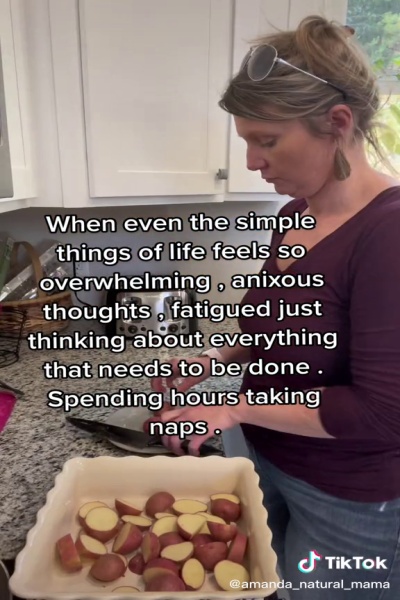 When even the simple
things of life feels so
overwhelming , anixous
thoughts , fatigued just
thinking about everything
that needs to be done .
Spending hours taking
naps .
TikTok
@amanda_natural_mama